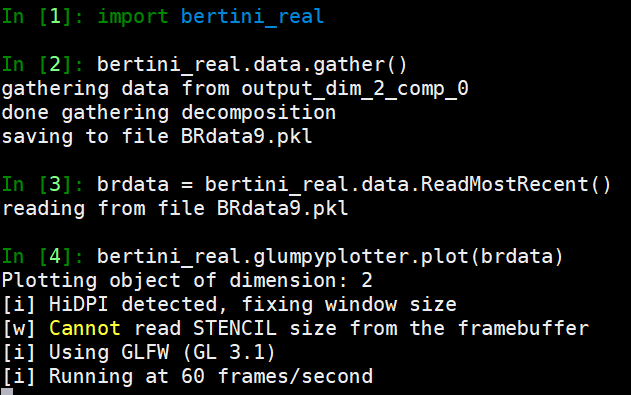 In [1]: import bertini_real
In [2]: bertini_real.data.gather()
gathering data from output_dim_2_comp_0
done gathering decomposition
saving to file BRdata9.pkl
In [3]: brdata = bertini_real.data.ReadMostRecent()
reading from file BRdata9.pkl
In [4]: bertini_real.glumpyplotter.plot(brdata)
Plotting object of dimension: 2
[i] HiDPI detected, fixing window size
[w] Cannot read STENCIL size from the framebuffer
[i] Using GLFW (GL 3.1)
[i] Running at 60 frames/second